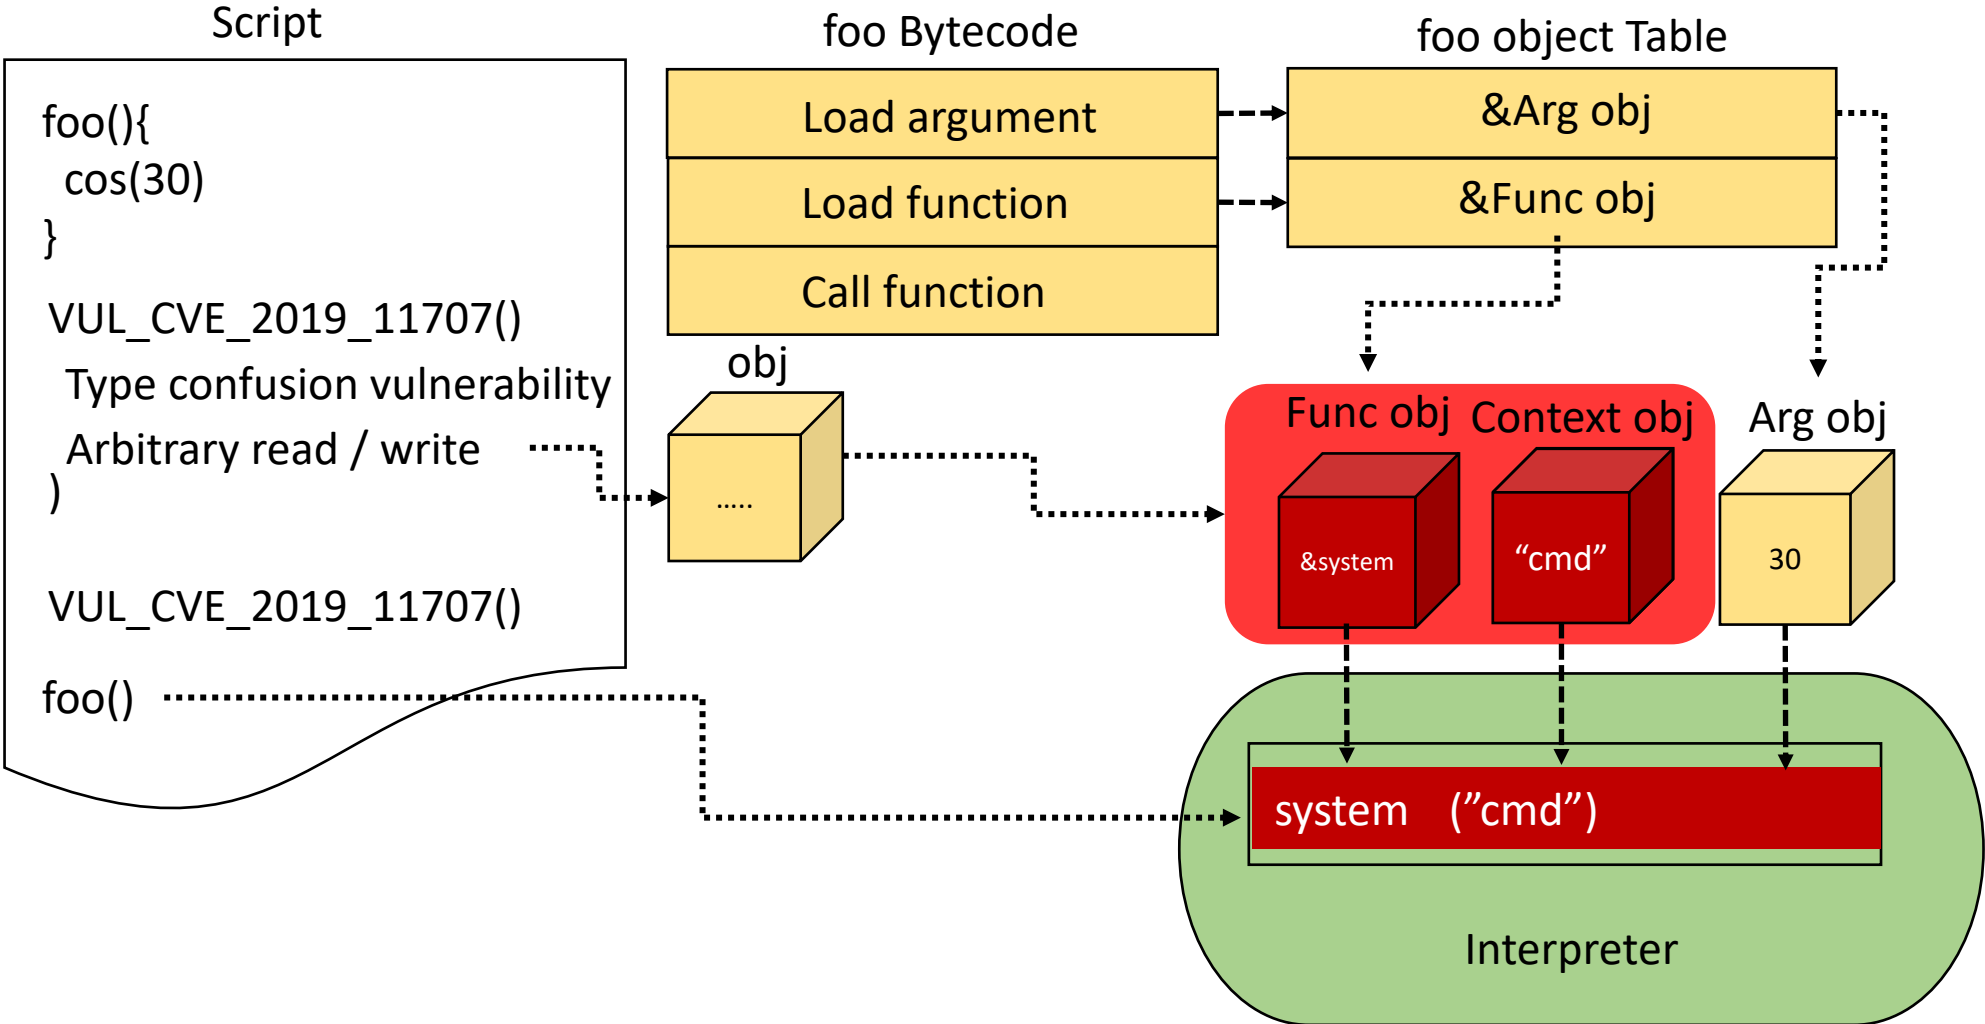 Script
foo(){
cos(30)
}
VUL_CVE_2019_11707()
Type confusion vulnerability
Arbitrary read / write
)
VUL_CVE_2019_11707()
foo()
foo Bytecode
Load argument
Load function
Call function
obj
.....
foo object Table
&Arg obj
&Func obj
Func obj
Context obj
Arg obj
&system
“cmd”
30
system (”cmd”)
Interpreter